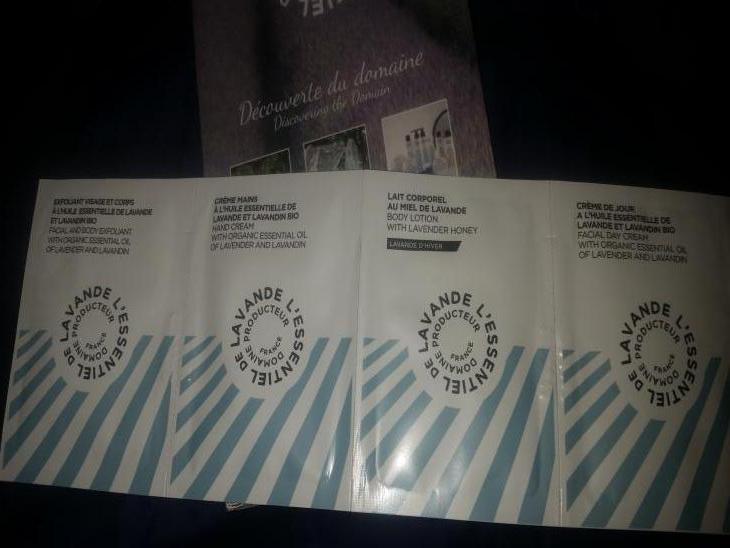 Découverte du domaine
Discovering the Domain
EXFOLIANT VISAGE ET CORPS
À L'HUILE ESSENTIELLE DE LAVANDE
ET LAVANDIN BIO
FACIAL AND BODY EXFOLIANT
WITH ORGANIC ESSENTIAL OIL
OF LAVENDER AND LAVANDIN
L'ESSENTIEL DE LAVANDE
DOMAINE PRODUCTEUR
FRANCE
CRÈME MAINS
À L'HUILE ESSENTIELLE DE
LAVANDE ET LAVANDIN BIO
HAND CREAM
WITH ORGANIC ESSENTIAL OIL
OF LAVENDER AND LAVANDIN
L'ESSENTIEL DE LAVANDE
DOMAINE PRODUCTEUR
FRANCE
LAIT CORPOREL
AU MIEL DE LAVANDE
BODY LOTION
WITH LAVENDER HONEY
LAVANDE D'HIVER
L'ESSENTIEL DE LAVANDE
DOMAINE PRODUCTEUR
FRANCE
CRÈME DE JOUR
A L'HUILE ESSENTIELLE DE
LAVANDE ET LAVANDIN BIO
FACIAL DAY CREAM
WITH ORGANIC ESSENTIAL OIL
OF LAVENDER AND LAVANDIN
L'ESSENTIEL DE LAVANDE
DOMAINE PRODUCTEUR
FRANCE